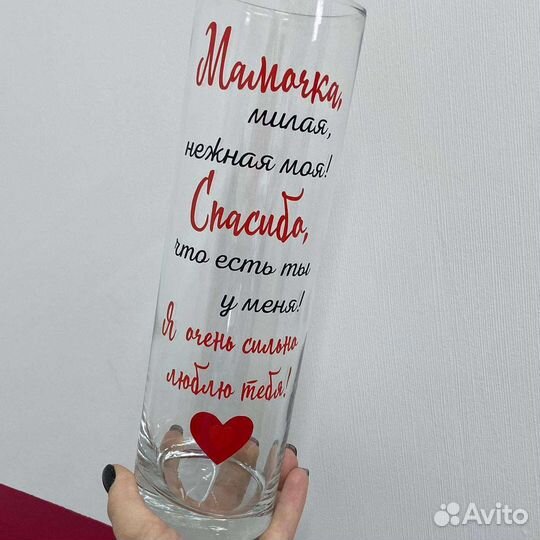 Мамочка,
милая,
нежная моя!
Спасибо,
что есть ты
у меня!
Я очень сильно
люблю тебя!
Avito